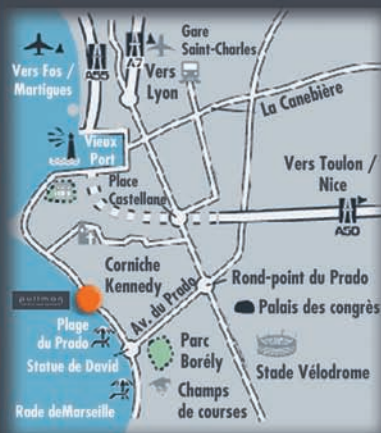 Gare
Saint-Charles
A55
A7
Vers Fos /
Martigues
Vers
Lyon
La Canebière
Vieux
Port
Place
Castellane
Vers Toulon /
Nice
A50
Corniche
Kennedy
Rond-point du Prado
pullman
Av. du Prado
Palais des congrès
Plage
du Prado
Statue de David
Parc
Borély
Stade Vélodrome
Rade deMarseille
Champs
de courses